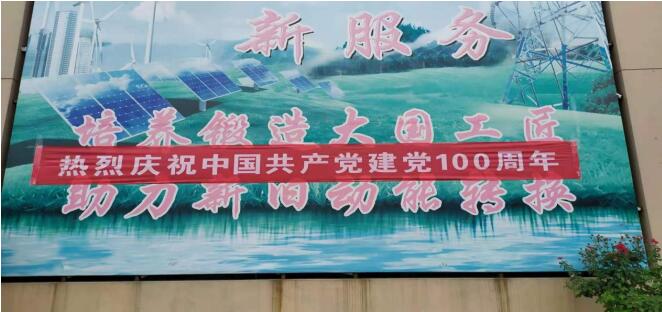 新服务
培养锻造大国工匠
热烈庆祝中国共产党建党100周年
助力新旧动能转换